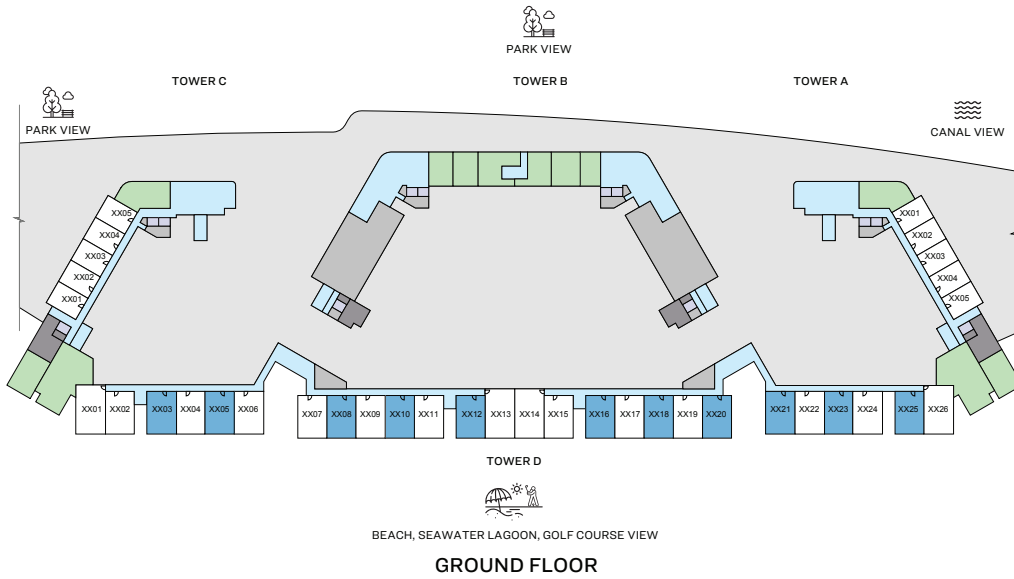 PARK VIEW
TOWER C
TOWER B
TOWER A
PARK VIEW
CANAL VIEW
XX05
XX04
XX03
XX02
XX01
XX01
XX02
XX03
XX04
XX05
XX01
XX02
XX03
XX04
XX05
XX06
XX07
XX08
XX09
XX10
XX11
XX12
XX13
XX14
XX15
XX16
XX17
XX18
XX19
XX20
XX21
XX22
XX23
XX24
XX25
XX26
TOWER D
BEACH, SEAWATER LAGOON, GOLF COURSE VIEW
GROUND FLOOR